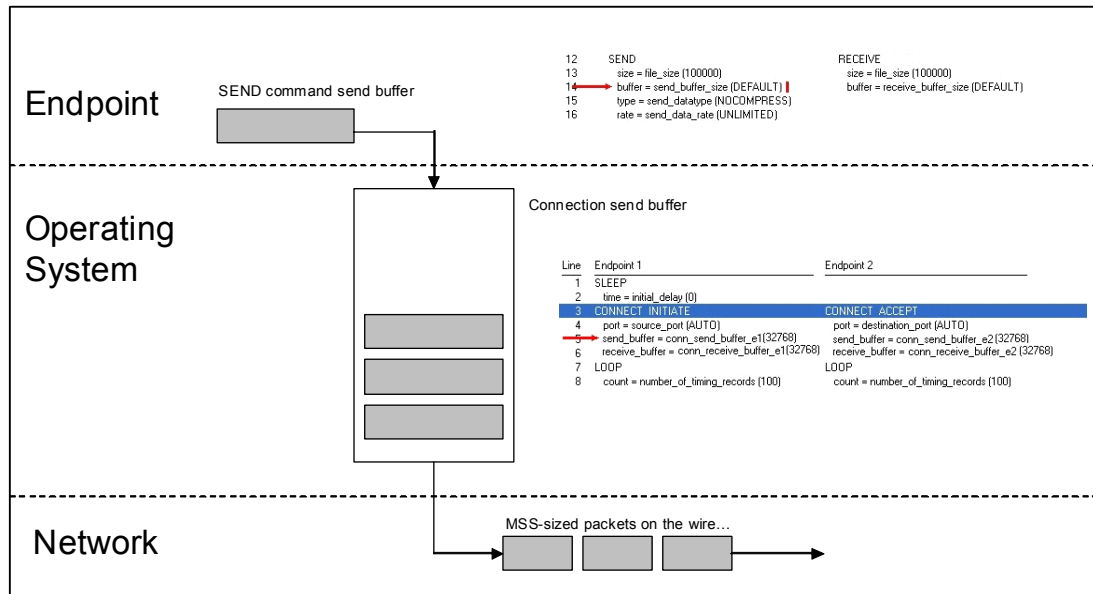 12 SEND RECEIVE
13 size = file_size (100000) size = file_size (100000)
14 buffer = send_buffer_size (DEFAULT) buffer = receive_buffer_size (DEFAULT)
15 type = send_datatype (NOCOMPRESS)
16 rate = send_data_rate (UNLIMITED)
Endpoint
SEND command send buffer
Operating
System
Connection send buffer
Line Endpoint 1 Endpoint 2
1 SLEEP
2 time = initial_delay (0)
3 CONNECT_INITIATE CONNECT_ACCEPT
4 port = source_port (AUTO) port = destination_port (AUTO)
5 send_buffer = conn_send_buffer_e1(32768) send_buffer = conn_send_buffer_e2 (32768)
6 receive_buffer = conn_receive_buffer_e1(32768) receive_buffer = conn_receive_buffer_e2 (32768)
7 LOOP LOOP
8 count = number_of_timing_records (100) count = number_of_timing_records (100)
Network
MSS-sized packets on the wire…